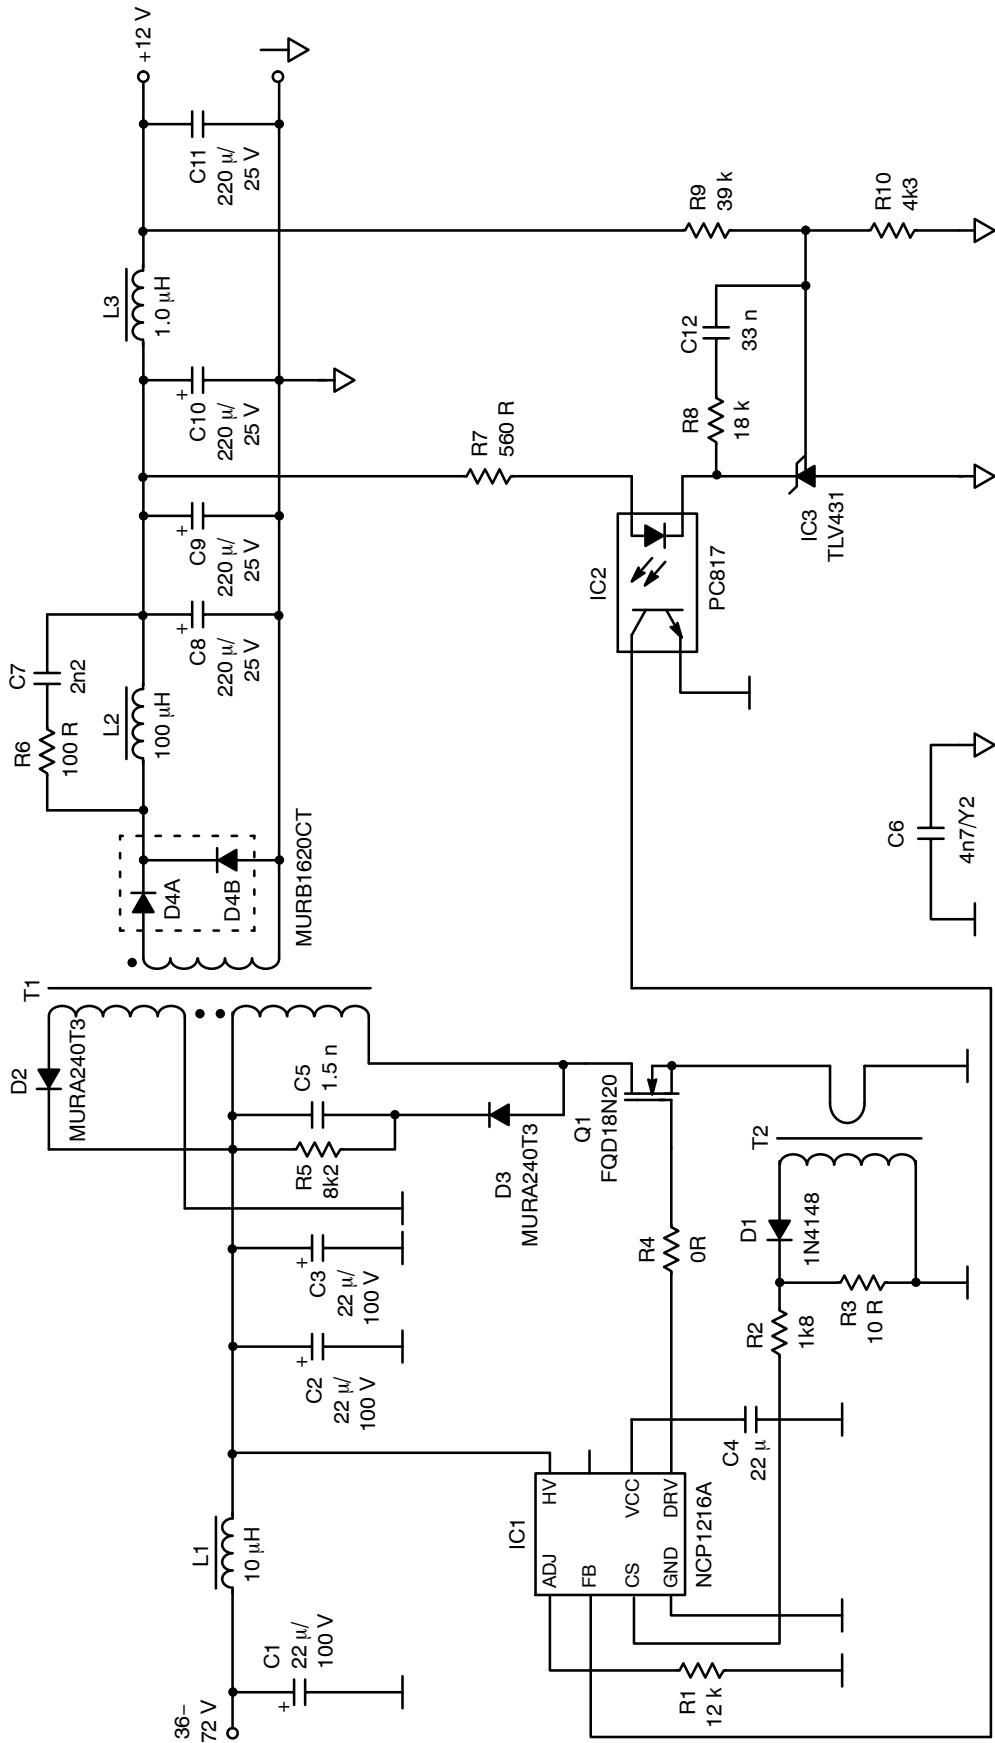 36–
72 V
C1
22 μ/
100 V
L1
10 μH
C2
22 μ/
100 V
C3
22 μ/
100 V
R5
8k2
C5
1.5 n
D2
MURA240T3
T1
D3
MURA240T3
Q1
FQD18N20
D4A
D4B
MURB1620CT
R6
100 R
C7
2n2
L2
100 μH
C8
220 μ/
25 V
C9
220 μ/
25 V
C10
220 μ/
25 V
L3
1.0 μH
C11
220 μ/
25 V
+12 V
R7
560 R
IC2
PC817
R8
18 k
C12
33 n
R9
39 k
R10
4k3
IC3
TLV431
C6
4n7/Y2
IC1
ADJ
HV
FB
CS
VCC
GND
DRV
NCP1216A
R1
12 k
C4
22 μ
R2
1k8
R3
10 R
D1
1N4148
T2
R4
0R
+
+
+
+
+
+